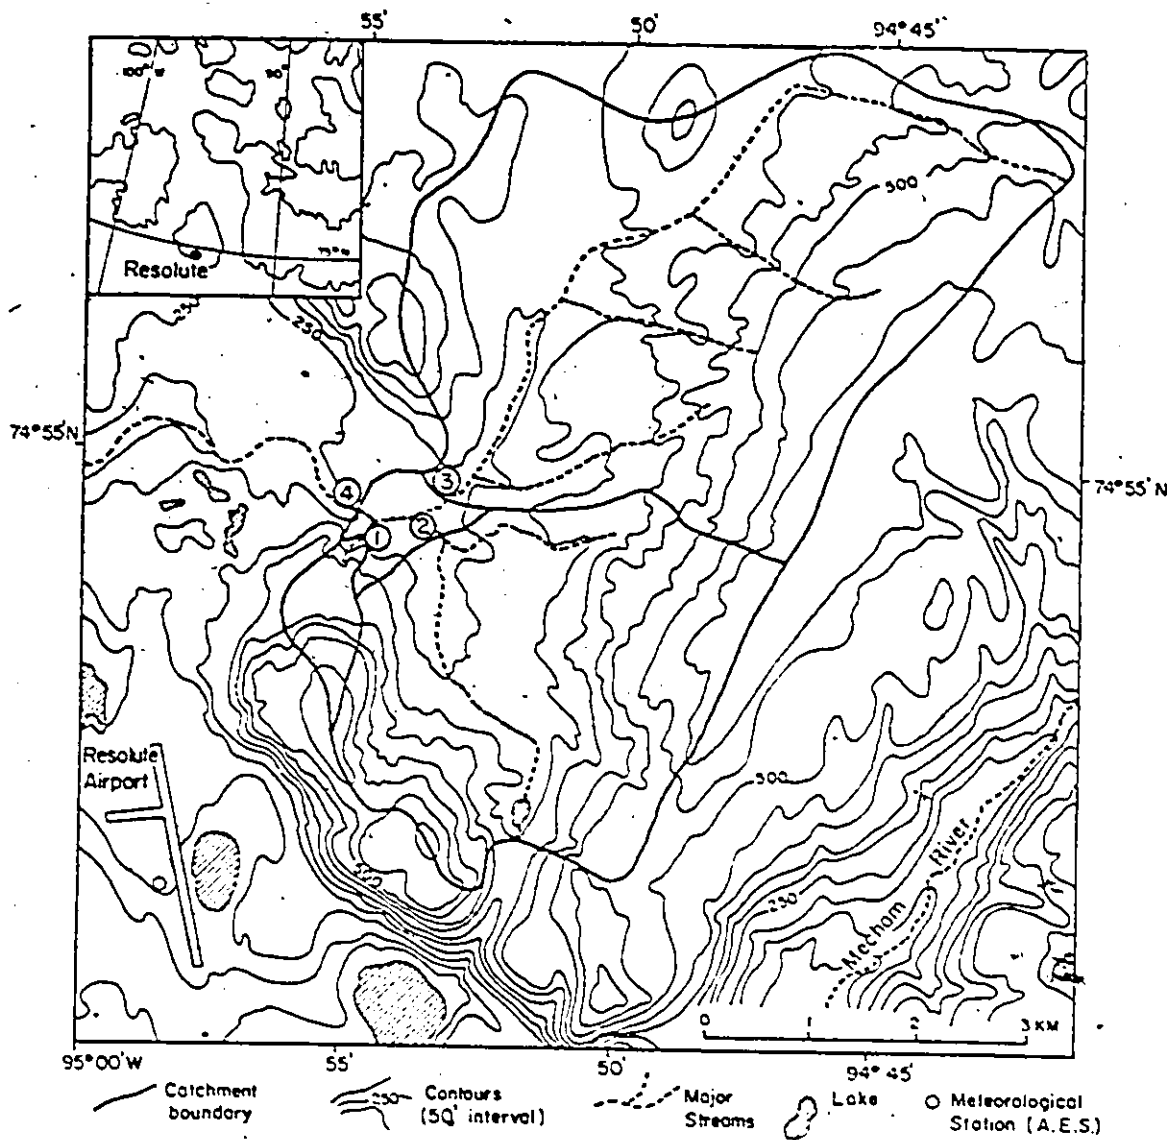 55'
50'
94°45'
100°W
90°
75°N
Resolute
500
250
250
74°55'N
74°55'N
3
4
2
1
Resolute
Airport
500
250
Mecham River
0 1 2 3 KM
95°00'W
55'
50'
94°45'
Catchment
boundary
250
Contours
(50' interval)
Major
Streams
Lake
Meteorological
Station (A.E.S.)